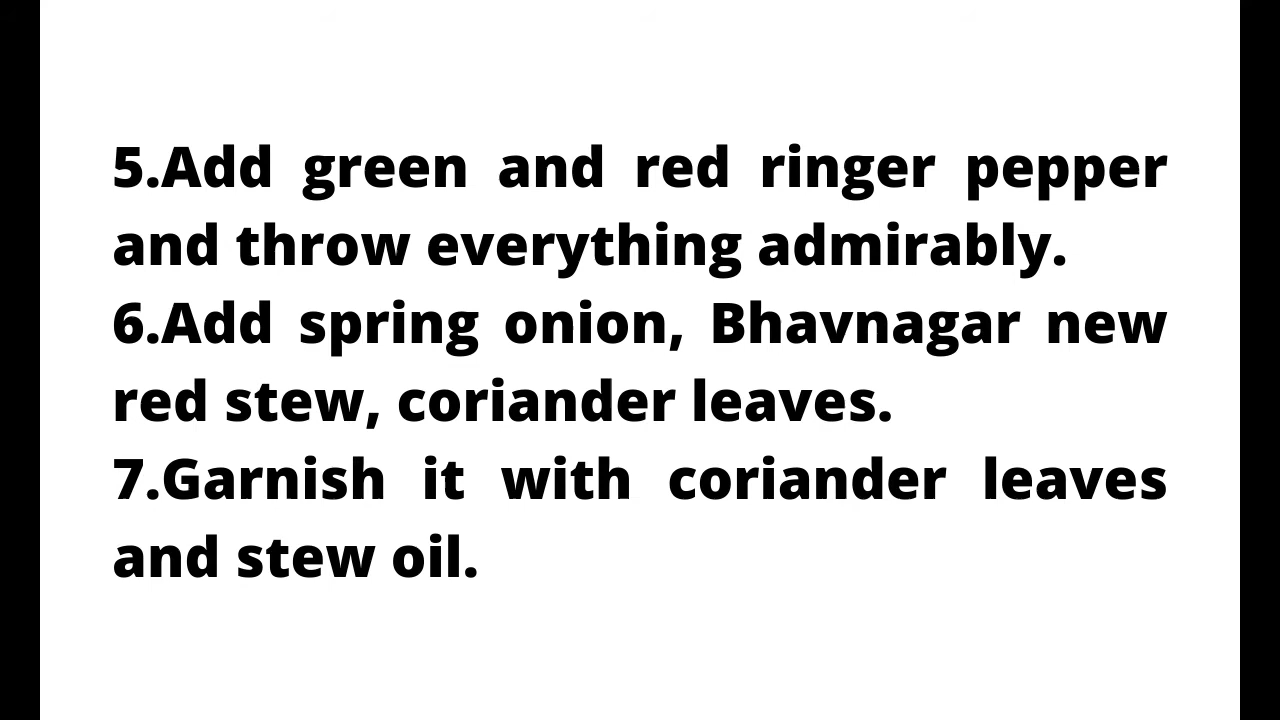 5.Add green and red ringer pepper
and throw everything admirably.
6.Add spring onion, Bhavnagar new
red stew, coriander leaves.
7.Garnish it with coriander leaves
and stew oil.